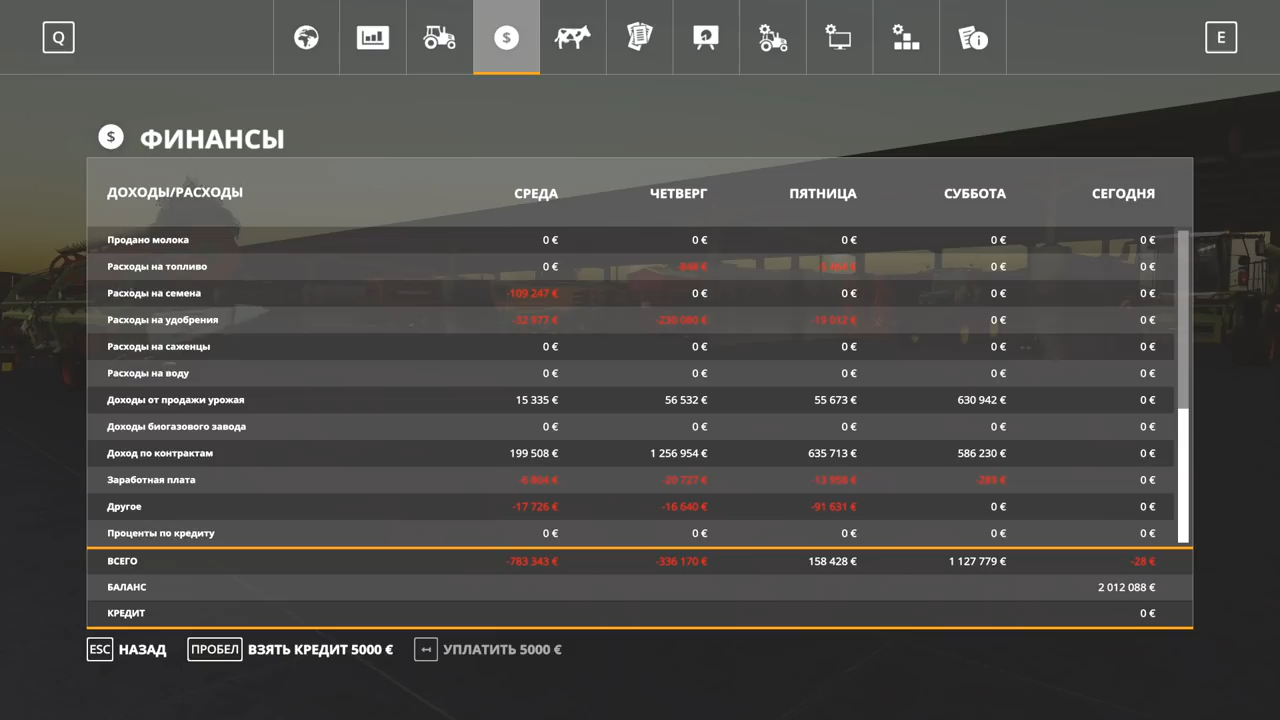 Q
E
$ ФИНАНСЫ
ДОХОДЫ/РАСХОДЫ СРЕДА ЧЕТВЕРГ ПЯТНИЦА СУББОТА СЕГОДНЯ
Продано молока 0 € 0 € 0 € 0 € 0 €
Расходы на топливо 0 € 0 € 0 €
Расходы на семена -109 247 € 0 € 0 € 0 € 0 €
Расходы на удобрения -32 977 € -230 080 € -19 012 € 0 € 0 €
Расходы на саженцы 0 € 0 € 0 € 0 € 0 €
Расходы на воду 0 € 0 € 0 € 0 € 0 €
Доходы от продажи урожая 15 335 € 56 532 € 55 673 € 630 942 € 0 €
Доходы биогазового завода 0 € 0 € 0 € 0 € 0 €
Доход по контрактам 199 508 € 1 256 954 € 635 713 € 586 230 € 0 €
Заработная плата -20 727 € -13 958 € 0 €
Другое -17 726 € -16 640 € -91 631 € 0 € 0 €
Проценты по кредиту 0 € 0 € 0 € 0 € 0 €
ВСЕГО -783 343 € -336 170 € 158 428 € 1 127 779 € -28 €
БАЛАНС 2 012 088 €
КРЕДИТ 0 €
ESC НАЗАД ПРОБЕЛ ВЗЯТЬ КРЕДИТ 5000 € УПЛАТИТЬ 5000 €